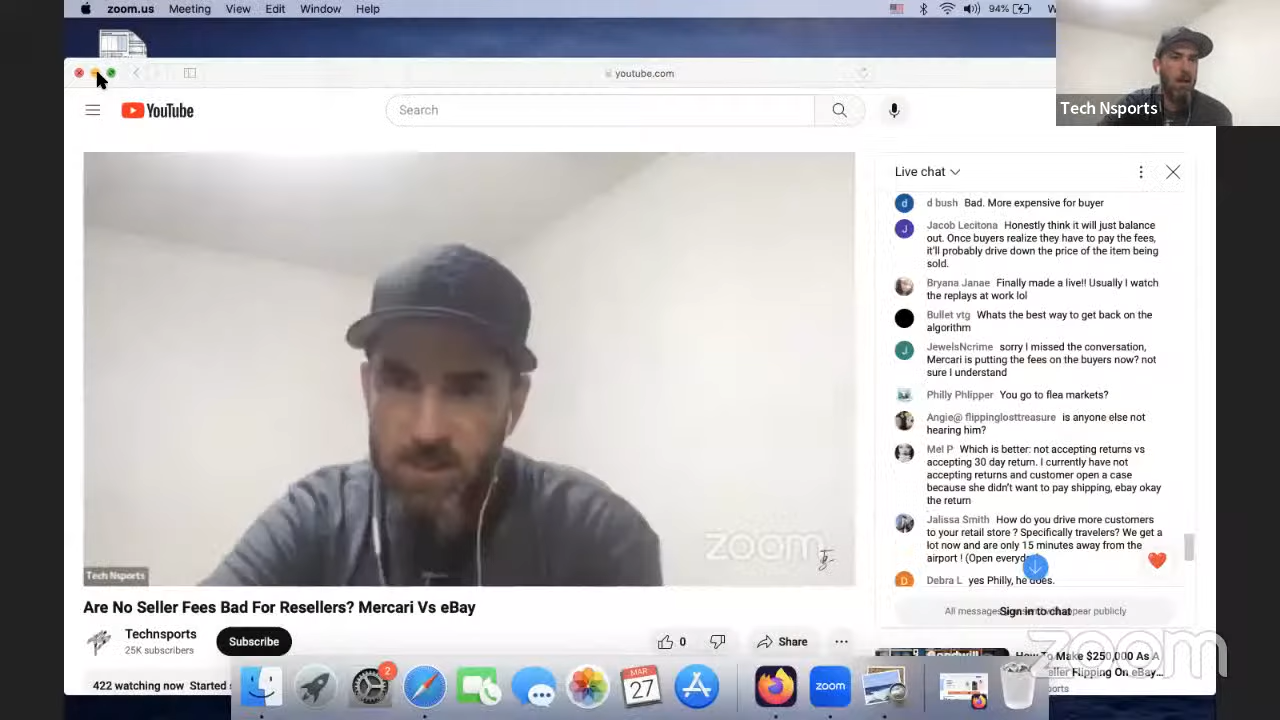 zoom.us Meeting View Edit Window Help
94%
youtube.com
Tech Nsports
YouTube
Search
Live chat
d bush Bad. More expensive for buyer
Jacob Lecitona Honestly think it will just balance
out. Once buyers realize they have to pay the fees,
it'll probably drive down the price of the item being
sold.
Bryana Janae Finally made a live!! Usually I watch
the replays at work lol
Bullet vtg Whats the best way to get back on the
algorithm
JewelsNcrime sorry I missed the conversation,
Mercari is putting the fees on the buyers now? not
sure I understand
Philly Phlipper You go to flea markets?
Angie@ flippinglosttreasure is anyone else not
hearing him?
Mel P Which is better: not accepting returns vs
accepting 30 day return. I currently have not
accepting returns and customer open a case
because she didn't want to pay shipping, ebay okay
the return
Jalissa Smith How do you drive more customers
to your retail store ? Specifically travelers? We get a
lot now and are only 15 minutes away from the
airport ! (Open everyd
Debra L yes Philly, he does.
All messages appear publicly
Sign in to chat
zoom
Tech Nsports
Are No Seller Fees Bad For Resellers? Mercari Vs eBay
Technsports
25K subscribers
Subscribe
0
Share
422 watching now Started
How To Make $250,000 As A
eller Flipping On eBay...
ports
2
MAR
27
zoom
zoom